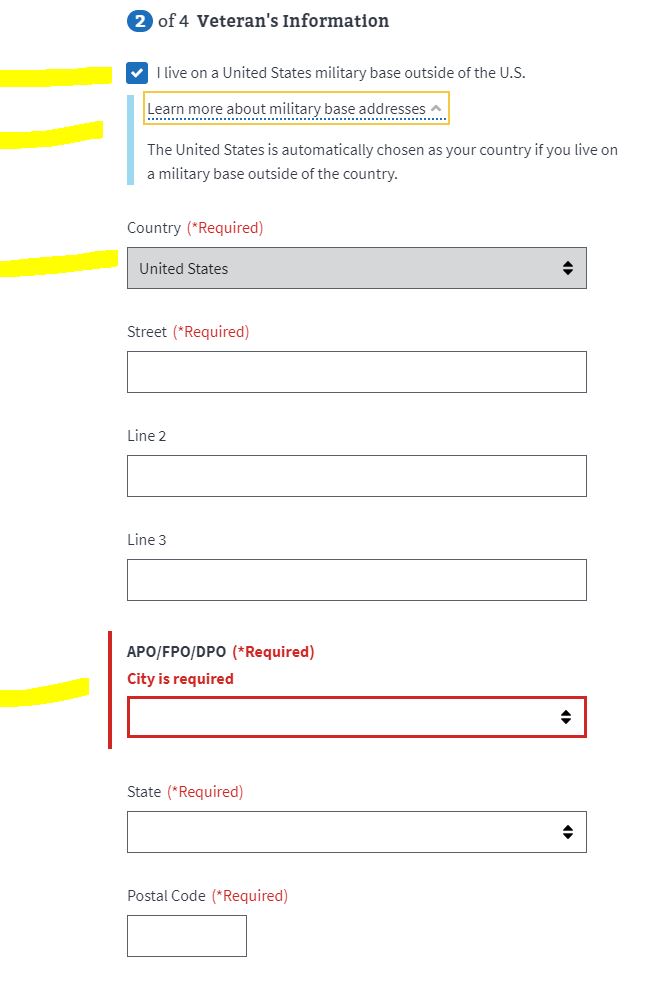 2 of 4 Veteran's Information
I live on a United States military base outside of the U.S.
Learn more about military base addresses
The United States is automatically chosen as your country if you live on
a military base outside of the country.
Country (*Required)
United States
Street (*Required)
Line 2
Line 3
APO/FPO/DPO (*Required)
City is required
State (*Required)
Postal Code (*Required)